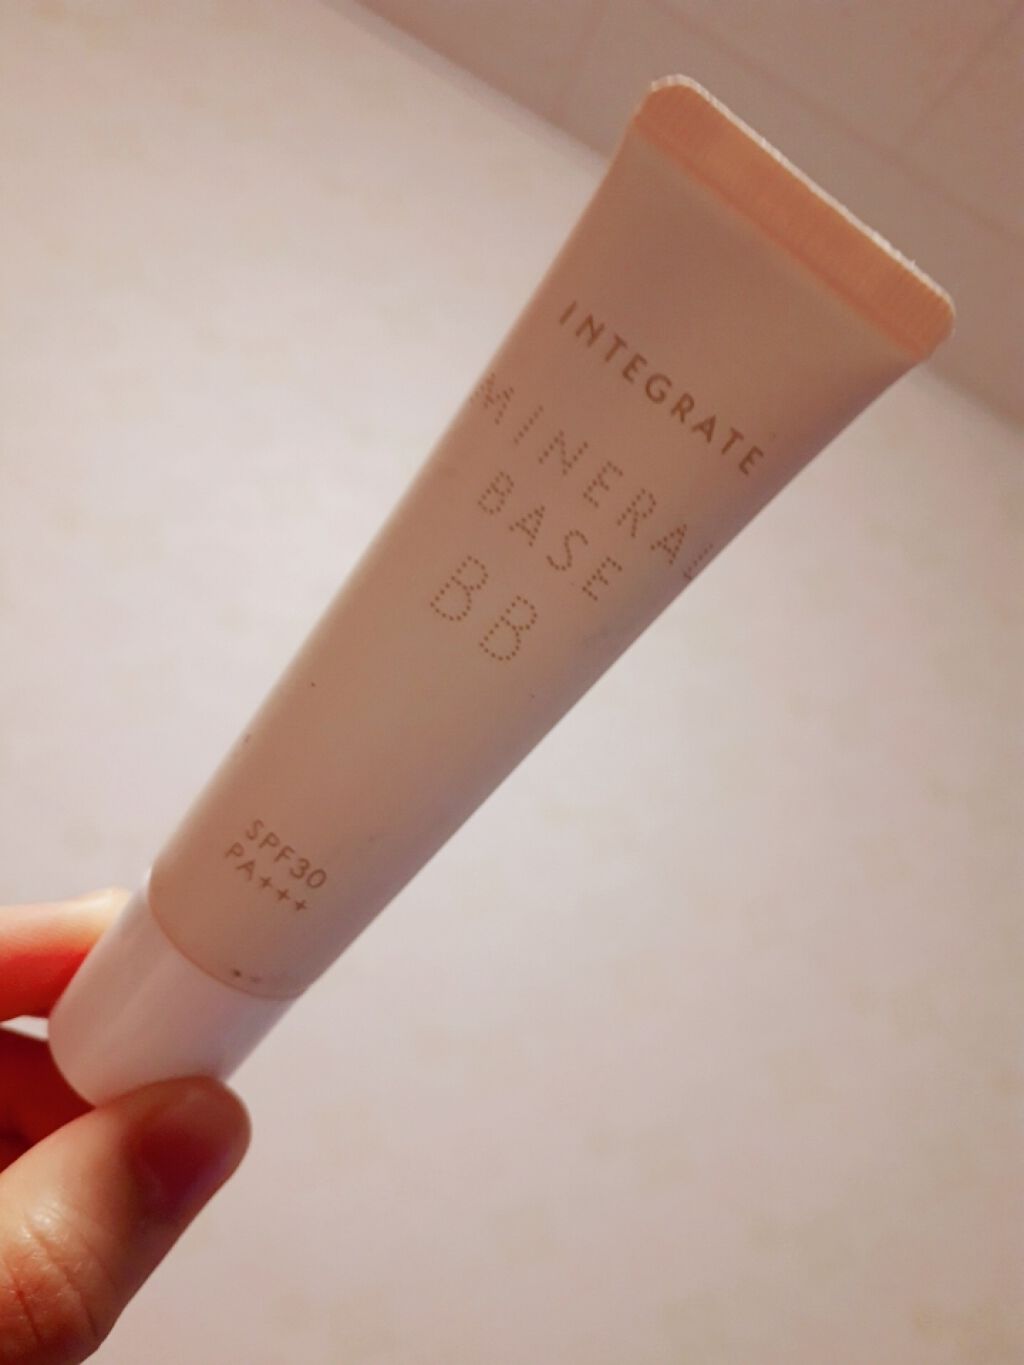 INTEGRATE
MINERAL
BASE
BB
SPF30
PA+++